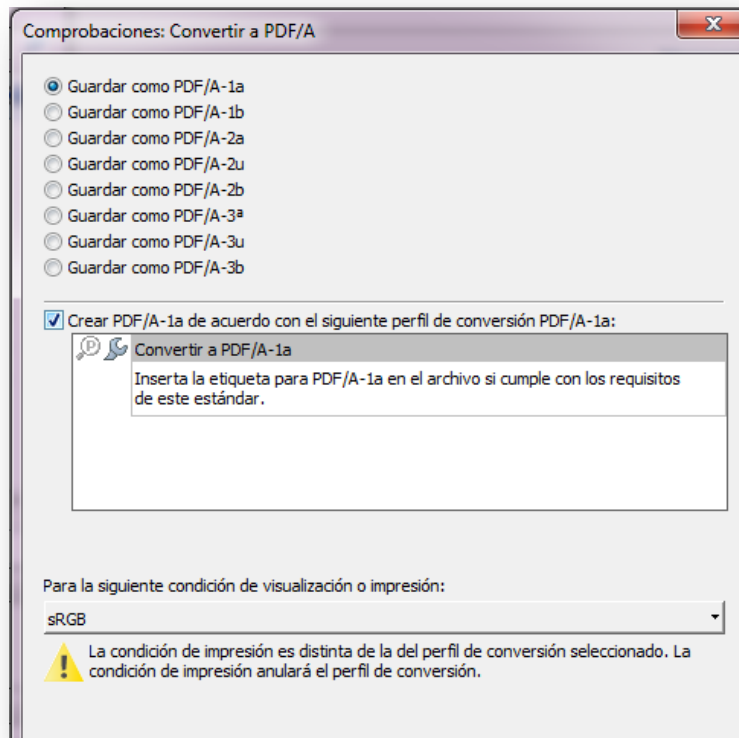 Comprobaciones: Convertir a PDF/A
Guardar como PDF/A-1a
Guardar como PDF/A-1b
Guardar como PDF/A-2a
Guardar como PDF/A-2u
Guardar como PDF/A-2b
Guardar como PDF/A-3ª
Guardar como PDF/A-3u
Guardar como PDF/A-3b
Crear PDF/A-1a de acuerdo con el siguiente perfil de conversión PDF/A-1a:
Convertir a PDF/A-1a
Inserta la etiqueta para PDF/A-1a en el archivo si cumple con los requisitos
de este estándar.
Para la siguiente condición de visualización o impresión:
sRGB
La condición de impresión es distinta de la del perfil de conversión seleccionado. La
condición de impresión anulará el perfil de conversión.